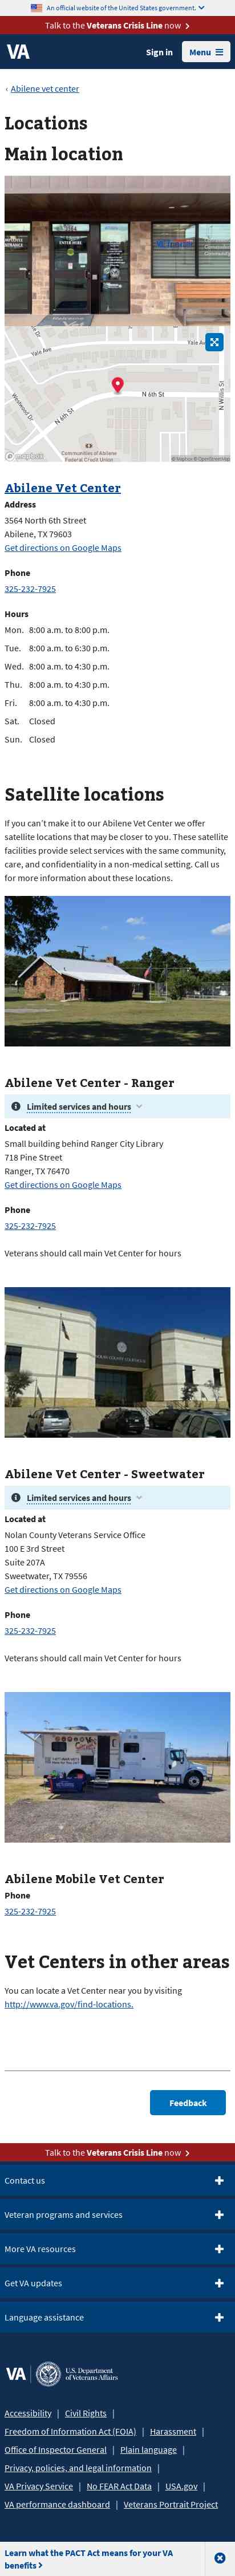 An official website of the United States government.
Talk to the Veterans Crisis Line now
VA
Sign in
Menu
Abilene vet center
Locations
Main location
Yale Ave
Yale Ave
Westwood Dr
N 6th St
N 6th St
N Willis St
Communities of Abilene
Federal Credit Union
mapbox
© Mapbox © OpenStreetMap
Abilene Vet Center
Address
3564 North 6th Street
Abilene, TX 79603
Get directions on Google Maps
Phone
325-232-7925
Hours
Mon. 8:00 a.m. to 8:00 p.m.
Tue. 8:00 a.m. to 6:30 p.m.
Wed. 8:00 a.m. to 4:30 p.m.
Thu. 8:00 a.m. to 4:30 p.m.
Fri. 8:00 a.m. to 4:30 p.m.
Sat. Closed
Sun. Closed
Satellite locations
If you can’t make it to our Abilene Vet Center we offer
satellite locations that may be closer to you. These satellite
facilities provide select services with the same community,
care, and confidentiality in a non-medical setting. Call us
for more information about these locations.
Abilene Vet Center - Ranger
Limited services and hours
Located at
Small building behind Ranger City Library
718 Pine Street
Ranger, TX 76470
Get directions on Google Maps
Phone
325-232-7925
Veterans should call main Vet Center for hours
Abilene Vet Center - Sweetwater
Limited services and hours
Located at
Nolan County Veterans Service Office
100 E 3rd Street
Suite 207A
Sweetwater, TX 79556
Get directions on Google Maps
Phone
325-232-7925
Veterans should call main Vet Center for hours
Abilene Mobile Vet Center
Phone
325-232-7925
Vet Centers in other areas
You can locate a Vet Center near you by visiting
http://www.va.gov/find-locations.
Feedback
Talk to the Veterans Crisis Line now
Contact us
Veteran programs and services
More VA resources
Get VA updates
Language assistance
VA U.S. Department
of Veterans Affairs
Accessibility | Civil Rights |
Freedom of Information Act (FOIA) | Harassment |
Office of Inspector General | Plain language |
Privacy, policies, and legal information |
VA Privacy Service | No FEAR Act Data | USA.gov |
VA performance dashboard | Veterans Portrait Project
Learn what the PACT Act means for your VA
benefits